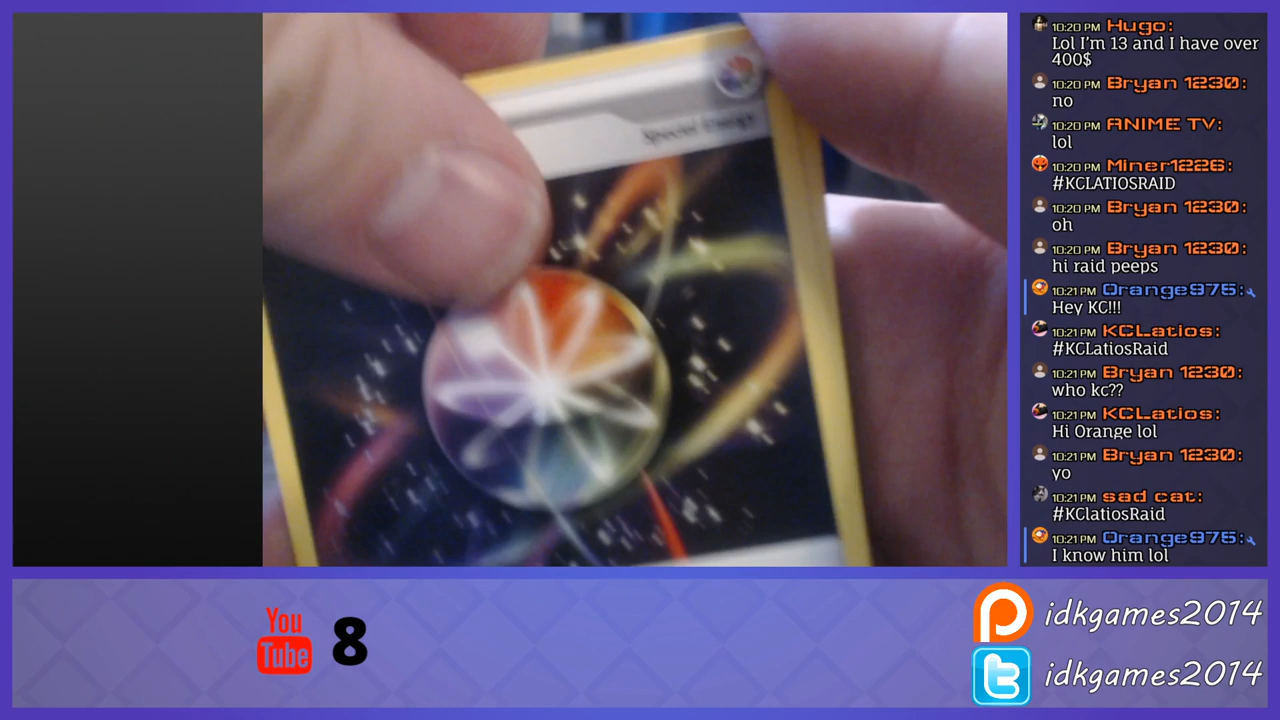 Special Energy
10:20 PM Hugo:
Lol I'm 13 and I have over
400$
10:20 PM Bryan 1230:
no
10:20 PM ANIME TV:
lol
10:20 PM Miner1226:
#KCLATIOSRAID
10:20 PM Bryan 1230:
oh
10:20 PM Bryan 1230:
hi raid peeps
10:21 PM Orange975:
Hey KC!!!
10:21 PM KCLatios:
#KCLatiosRaid
10:21 PM Bryan 1230:
who kc??
10:21 PM KCLatios:
Hi Orange lol
10:21 PM Bryan 1230:
yo
10:21 PM sad cat:
#KClatiosRaid
10:21 PM Orange975:
I know him lol
You
Tube 8
idkgames2014
idkgames2014